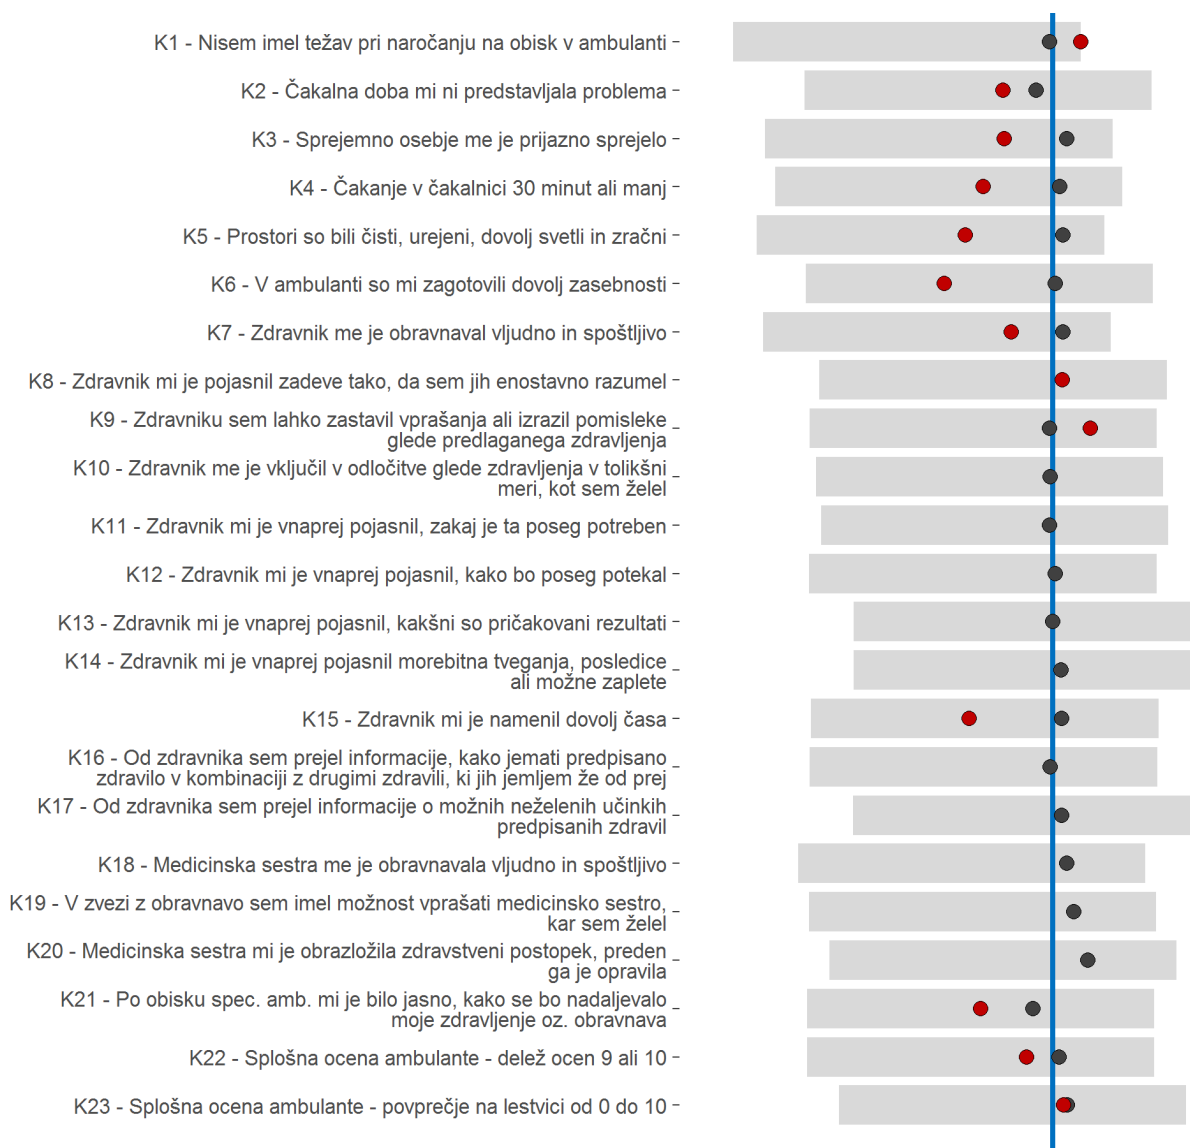 K1 - Nisem imel težav pri naročanju na obisk v ambulanti
K2 - Čakalna doba mi ni predstavljala problema
K3 - Sprejemno osebje me je prijazno sprejelo
K4 - Čakanje v čakalnici 30 minut ali manj
K5 - Prostori so bili čisti, urejeni, dovolj svetli in zračni
K6 - V ambulanti so mi zagotovili dovolj zasebnosti
K7 - Zdravnik me je obravnaval vljudno in spoštljivo
K8 - Zdravnik mi je pojasnil zadeve tako, da sem jih enostavno razumel
K9 - Zdravniku sem lahko zastavil vprašanja ali izrazil pomisleke
glede predlaganega zdravljenja
K10 - Zdravnik me je vključil v odločitve glede zdravljenja v tolikšni
meri, kot sem želel
K11 - Zdravnik mi je vnaprej pojasnil, zakaj je ta poseg potreben
K12 - Zdravnik mi je vnaprej pojasnil, kako bo poseg potekal
K13 - Zdravnik mi je vnaprej pojasnil, kakšni so pričakovani rezultati
K14 - Zdravnik mi je vnaprej pojasnil morebitna tveganja, posledice
ali možne zaplete
K15 - Zdravnik mi je namenil dovolj časa
K16 - Od zdravnika sem prejel informacije, kako jemati predpisano
zdravilo v kombinaciji z drugimi zdravili, ki jih jemljem že od prej
K17 - Od zdravnika sem prejel informacije o možnih neželenih učinkih
predpisanih zdravil
K18 - Medicinska sestra me je obravnavala vljudno in spoštljivo
K19 - V zvezi z obravnavo sem imel možnost vprašati medicinsko sestro,
kar sem želel
K20 - Medicinska sestra mi je obrazložila zdravstveni postopek, preden
ga je opravila
K21 - Po obisku spec. amb. mi je bilo jasno, kako se bo nadaljevalo
moje zdravljenje oz. obravnava
K22 - Splošna ocena ambulante - delež ocen 9 ali 10
K23 - Splošna ocena ambulante - povprečje na lestvici od 0 do 10